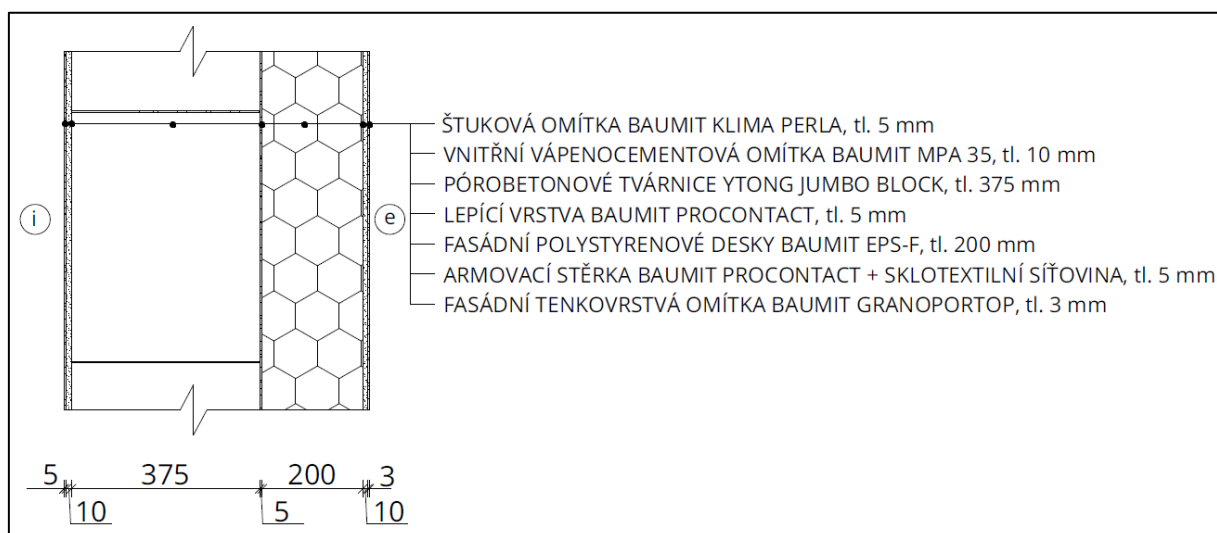 ŠTUKOVÁ OMÍTKA BAUMIT KLIMA PERLA, tl. 5 mm
VNITŘNÍ VÁPENOCEMENTOVÁ OMÍTKA BAUMIT MPA 35, tl. 10 mm
PÓROBETONOVÉ TVÁRNICE YTONG JUMBO BLOCK, tl. 375 mm
i
e
LEPÍCÍ VRSTVA BAUMIT PROCONTACT, tl. 5 mm
FASÁDNÍ POLYSTYRENOVÉ DESKY BAUMIT EPS-F, tl. 200 mm
ARMOVACÍ STĚRKA BAUMIT PROCONTACT + SKLOTEXTILNÍ SÍŤOVINA, tl. 5 mm
FASÁDNÍ TENKOVRSTVÁ OMÍTKA BAUMIT GRANOPORTOP, tl. 3 mm
5 375 200 3
10 5 10